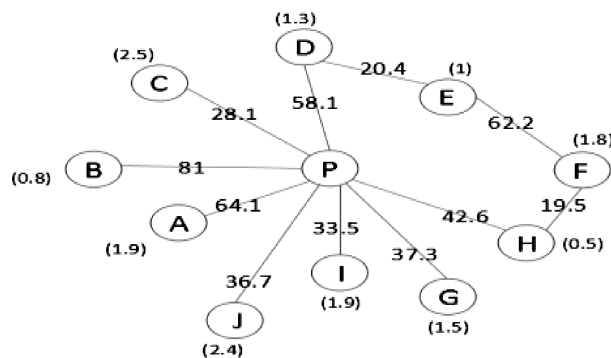 (1.3)
D
(2.5)
C
20.4
(1)
E
58.1
28.1
62.2
(1.8)
F
B
(0.8)
81
P
64.1
A
(1.9)
19.5
42.6
H
(0.5)
33.5
37.3
I
(1.9)
36.7
G
(1.5)
J
(2.4)